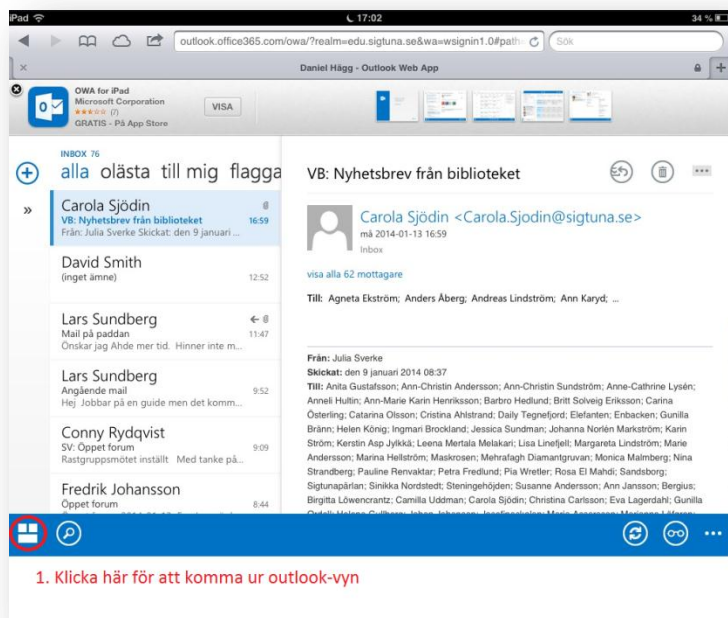 iPad
17:02
34 %
outlook.office365.com/owa/?realm=edu.sigtuna.se&wa=wsignin1.0#path=
Sök
Daniel Hägg - Outlook Web App
OWA for iPad
Microsoft Corporation
(7)
GRATIS - På App Store
VISA
INBOX 76
alla olästa till mig flagga
Carola Sjödin
VB: Nyhetsbrev från biblioteket 16:59
Från: Julia Sverke Skickat: den 9 januari ...
David Smith
(inget ämne) 12:52
Lars Sundberg
Mail på paddan 11:47
Önskar jag Ahde mer tid. Hinner inte m...
Lars Sundberg
Angående mail 9:52
Hej Jobbar på en guide men det komm...
Conny Rydqvist
SV: Öppet forum 9:09
Rastgruppsmötet inställt Med tanke på...
Fredrik Johansson
Öppet forum 8:44
VB: Nyhetsbrev från biblioteket
Carola Sjödin <Carola.Sjodin@sigtuna.se>
må 2014-01-13 16:59
Inbox
visa alla 62 mottagare
Till: Agneta Ekström; Anders Åberg; Andreas Lindström; Ann Karyd; ...
Från: Julia Sverke
Skickat: den 9 januari 2014 08:37
Till: Anita Gustafsson; Ann-Christin Andersson; Ann-Christin Sundström; Anne-Cathrine Lysén;
Anneli Hultin; Ann-Marie Karin Henriksson; Barbro Hedlund; Britt Solveig Eriksson; Carina
Österling; Catarina Olsson; Cristina Ahlstrand; Daily Tegnefjord; Elefanten; Enbacken; Gunilla
Bränn; Helen König; Ingmari Brockland; Jessica Sundman; Johanna Norlén Markström; Karin
Ström; Kerstin Asp Jylkkä; Leena Mertala Melakari; Lisa Linefjell; Margareta Lindström; Marie
Andersson; Marina Hellström; Maskrosen; Mehrafagh Diamantgruvan; Monica Malmberg; Nina
Strandberg; Pauline Renvaktar; Petra Fredlund; Pia Wretler; Rosa El Mahdi; Sandsborg;
Sigtunapärlan; Sinikka Nordstedt; Steningehöjden; Susanne Andersson; Ann Jansson; Bergius;
Birgitta Löwencrantz; Camilla Uddman; Carola Sjödin; Christina Carlsson; Eva Lagerdahl; Gunilla
1. Klicka här för att komma ur outlook-vyn